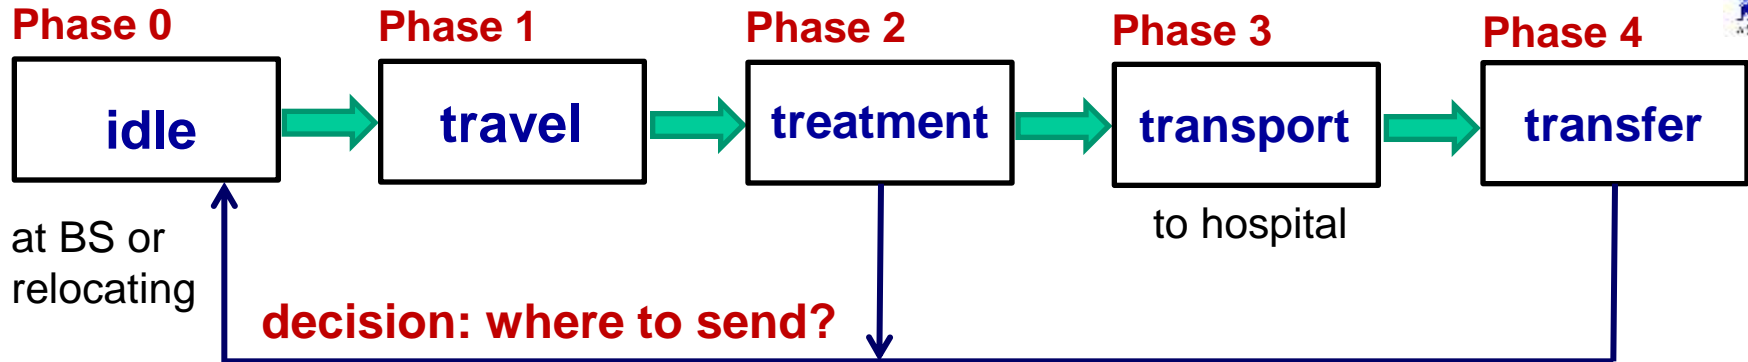 Phase 0
Phase 1
Phase 2
Phase 3
Phase 4
idle
travel
treatment
transport
transfer
at BS or
relocating
to hospital
decision: where to send?